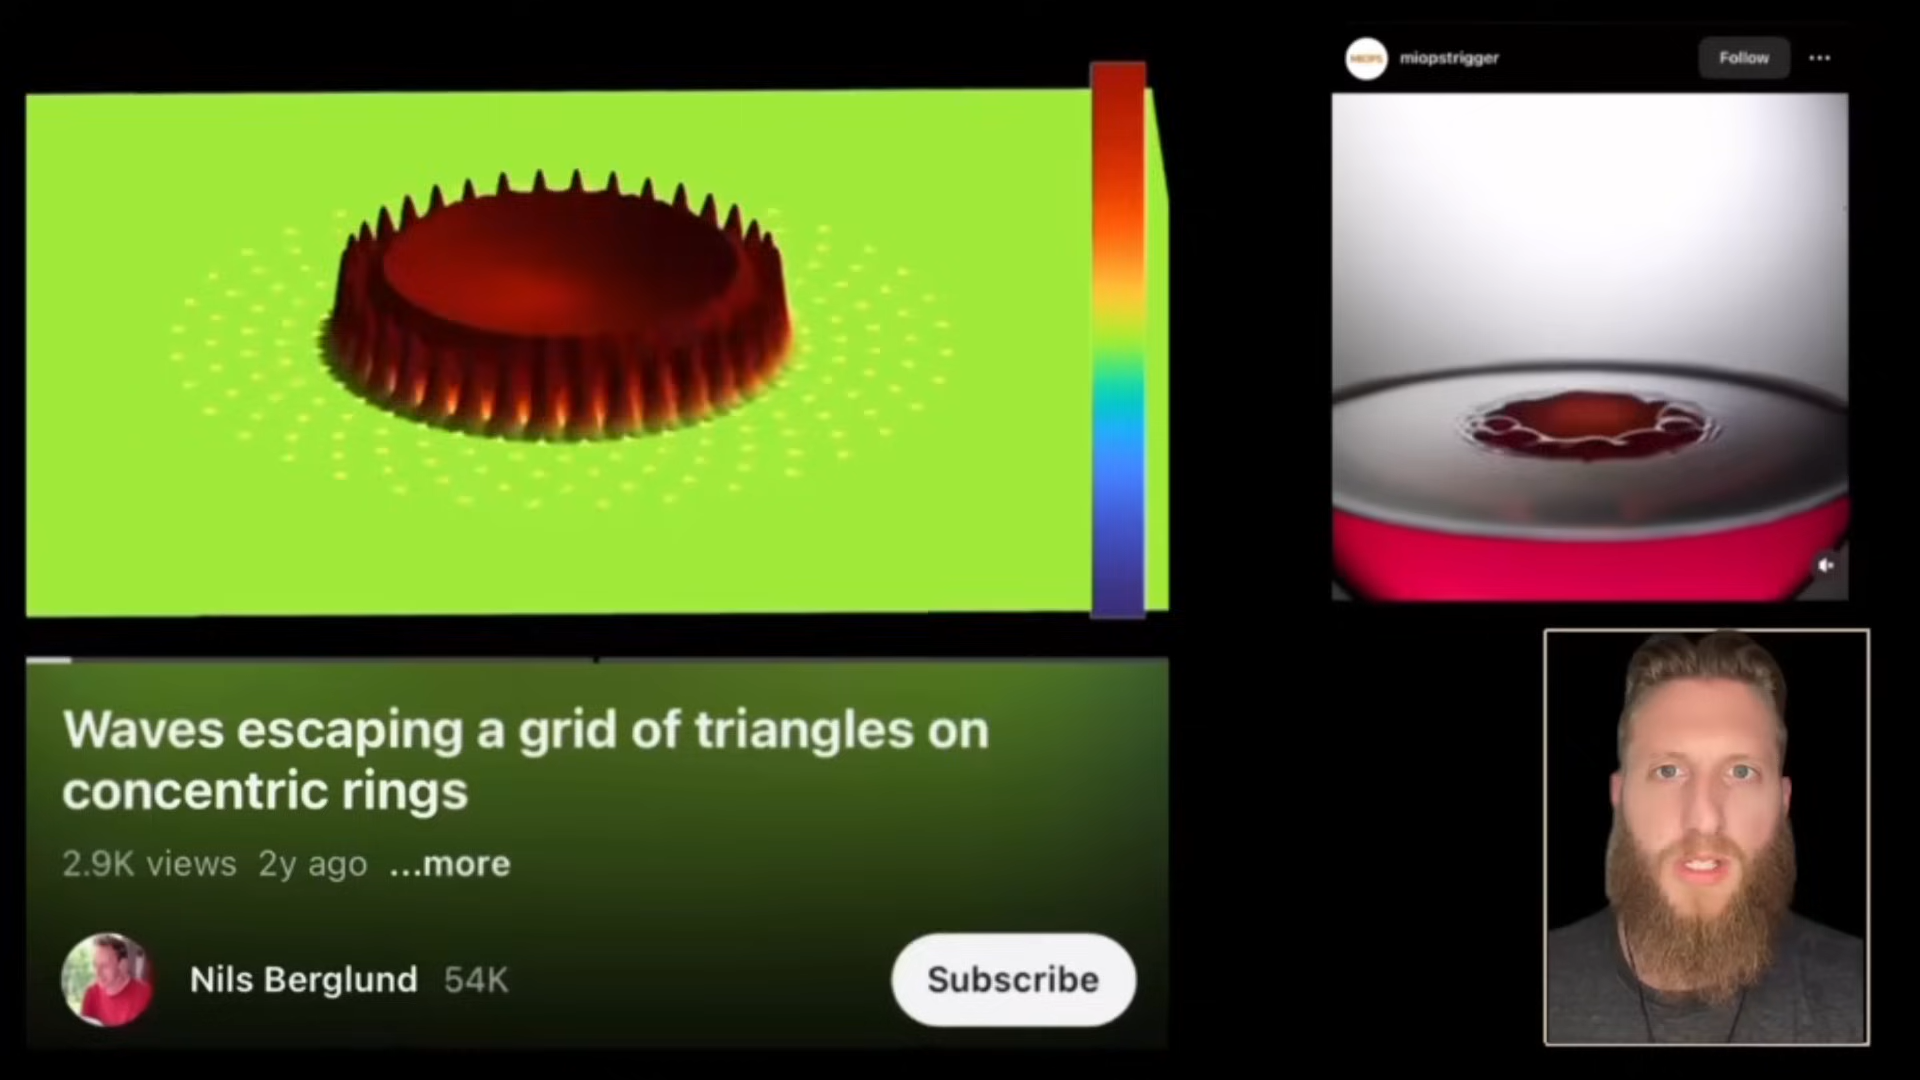 MIOPS
miopstrigger
Follow
Waves escaping a grid of triangles on
concentric rings
2.9K views 2y ago ...more
Nils Berglund 54K
Subscribe